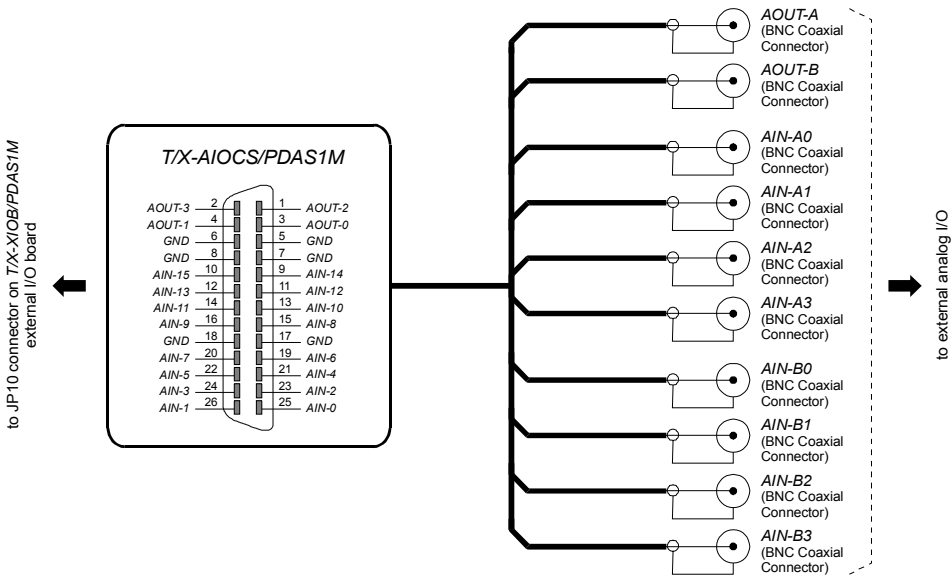 to JP10 connector on T/X-XIOB/PDAS1M
external I/O board
T/X-AIOCS/PDAS1M
AOUT-3 2 1 AOUT-2
AOUT-1 4 3 AOUT-0
GND 6 5 GND
GND 8 7 GND
AIN-15 10 9 AIN-14
AIN-13 12 11 AIN-12
AIN-11 14 13 AIN-10
AIN-9 16 15 AIN-8
GND 18 17 GND
AIN-7 20 19 AIN-6
AIN-5 22 21 AIN-4
AIN-3 24 23 AIN-2
AIN-1 26 25 AIN-0
AOUT-A
(BNC Coaxial
Connector)
AOUT-B
(BNC Coaxial
Connector)
AIN-A0
(BNC Coaxial
Connector)
AIN-A1
(BNC Coaxial
Connector)
AIN-A2
(BNC Coaxial
Connector)
AIN-A3
(BNC Coaxial
Connector)
AIN-B0
(BNC Coaxial
Connector)
AIN-B1
(BNC Coaxial
Connector)
AIN-B2
(BNC Coaxial
Connector)
AIN-B3
(BNC Coaxial
Connector)
to external analog I/O